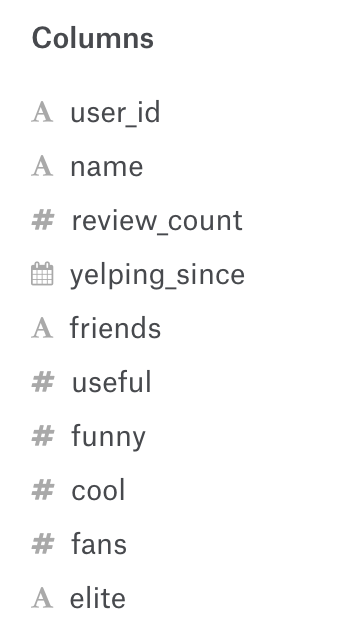 Columns
A user_id
A name
# review_count
yelping_since
A friends
# useful
# funny
# cool
# fans
A elite